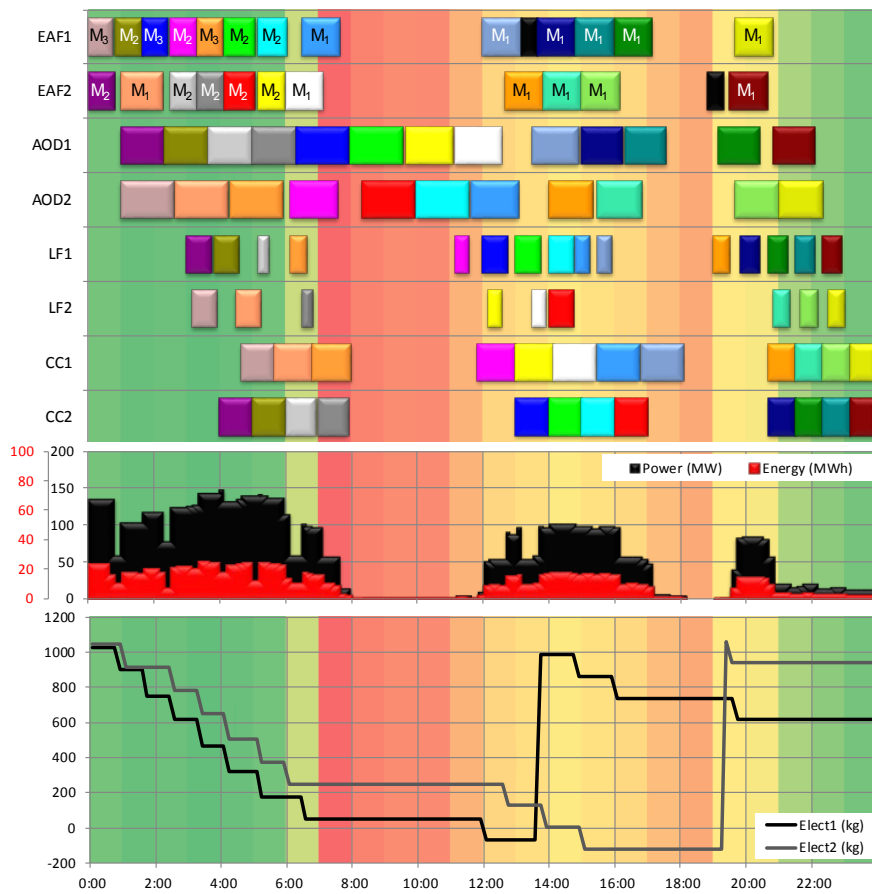 EAF1 M3 M2 M3 M2 M3 M2 M2 M1 M1 M1 M1 M1 M1
EAF2 M2 M1 M2 M2 M2 M2 M1 M1 M1 M1 M1
AOD1
AOD2
LF1
LF2
CC1
CC2
100 200
Power (MW) Energy (MWh)
80 150
60
100
40
20 50
0 0
1200
1000
800
600
400
200
0 Elect1 (kg)
Elect2 (kg)
-200
0:00 2:00 4:00 6:00 8:00 10:00 12:00 14:00 16:00 18:00 20:00 22:00